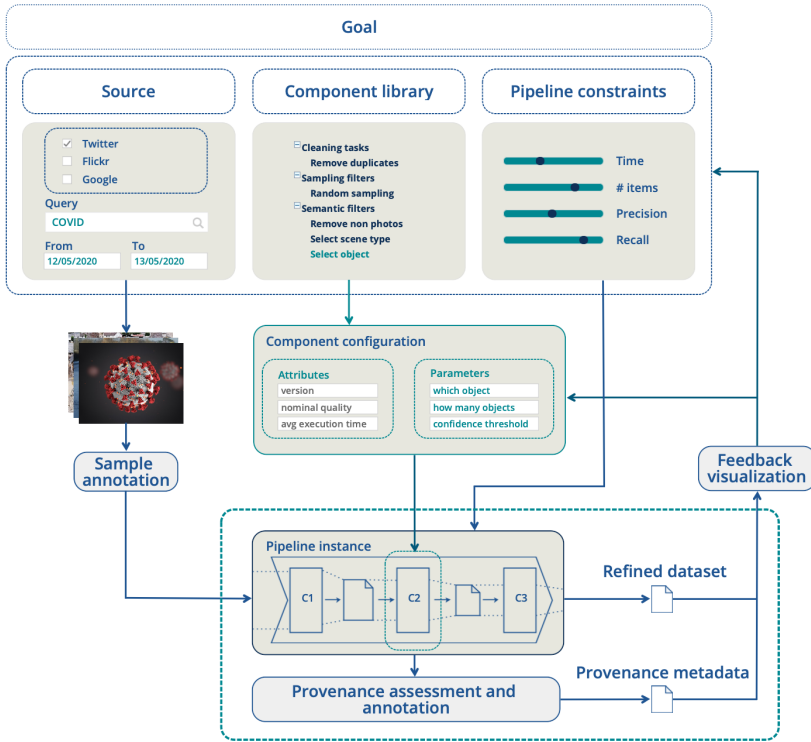 Goal
Source
Component library
Pipeline constraints
Twitter
Flickr
Google
Query
COVID
From
To
12/05/2020
13/05/2020
Cleaning tasks
Remove duplicates
Sampling filters
Random sampling
Semantic filters
Remove non photos
Select scene type
Select object
Time
# items
Precision
Recall
Component configuration
Attributes
version
nominal quality
avg execution time
Parameters
which object
how many objects
confidence threshold
Sample
annotation
Feedback
visualization
Pipeline instance
C1
C2
C3
Refined dataset
Provenance metadata
Provenance assessment and
annotation